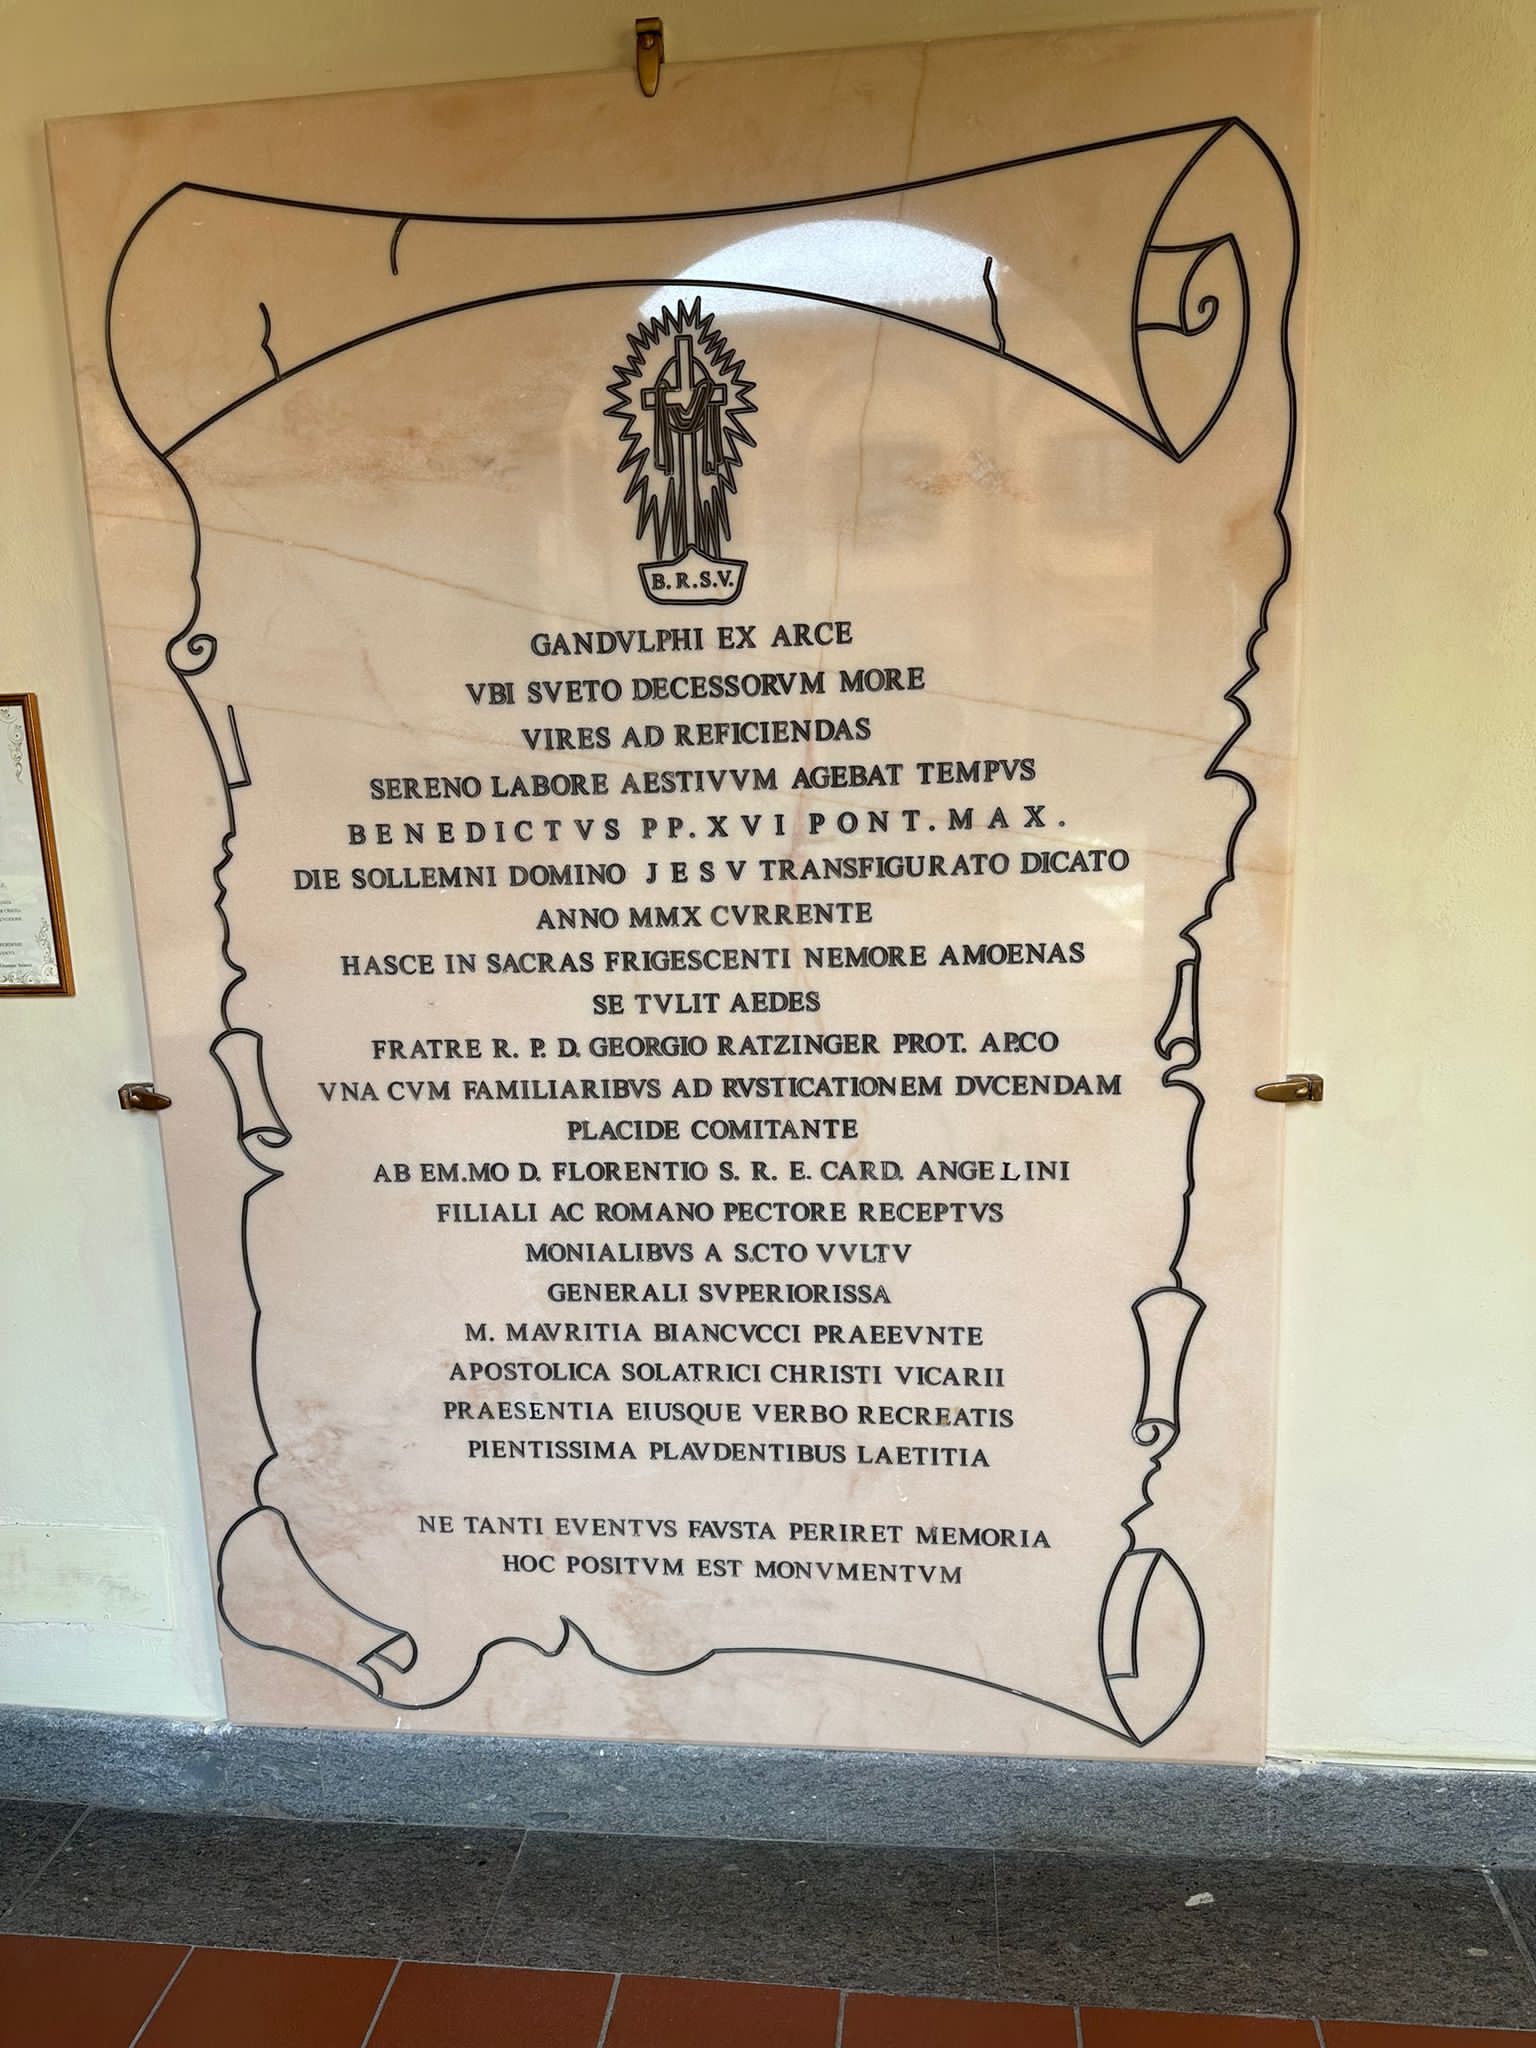 B. R. S. V.
GANDVLPHI EX ARCE
VBI SVETO DECESSORVM MORE
VIRES AD REFICIENDAS
SERENO LABORE AESTIVVM AGEBAT TEMPVS
BENEDICTVS PP. XVI PONT. MAX.
DIE SOLLEMNI DOMINO JESV TRANSFIGURATO DICATO
ANNO MMX CVRRENTE
HASCE IN SACRAS FRIGESCENTI NEMORE AMOENAS
SE TVLIT AEDES
FRATRE R. P. D. GEORGIO RATZINGER PROT. AP.CO
VNA CVM FAMILIARIBVS AD RVSTICATIONEM DVCENDAM
PLACIDE COMITANTE
AB EM.MO D. FLORENTIO S. R. E. CARD. ANGELINI
FILIALI AC ROMANO PECTORE RECEPTVS
MONIALIBVS A S.CTO VVLTV
GENERALI SVPERIORISSA
M. MAVRITIA BIANCVCCI PRAEEVNTE
APOSTOLICA SOLATRICI CHRISTI VICARII
PRAESENTIA EIUSQUE VERBO RECREATIS
PIENTISSIMA PLAVDENTIBUS LAETITIA
NE TANTI EVENTVS FAVSTA PERIRET MEMORIA
HOC POSITVM EST MONVMENTVM